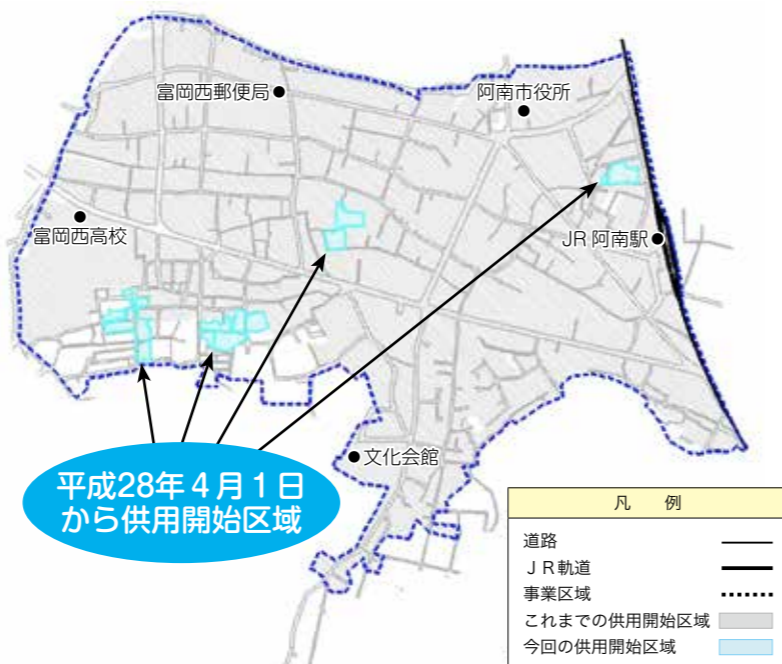 富岡西郵便局
阿南市役所
富岡西高校
JR 阿南駅
文化会館
平成28年4月1日
から供用開始区域
凡 例
道路
JR軌道
事業区域
これまでの供用開始区域
今回の供用開始区域